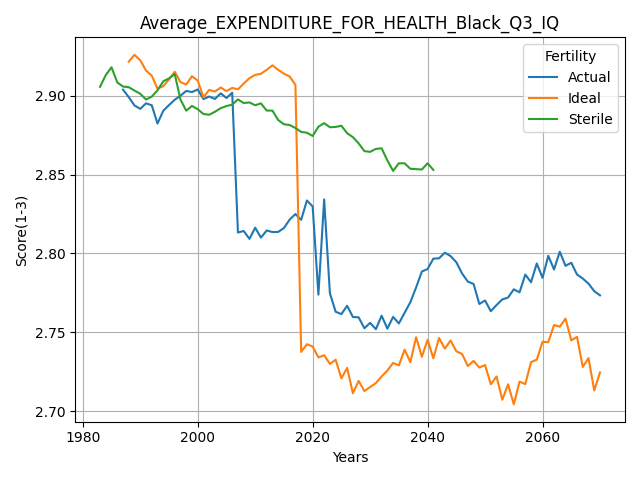 Average_EXPENDITURE_FOR_HEALTH_Black_Q3_IQ
Fertility
Actual
Ideal
Sterile
Score(1-3)
2.90
2.85
2.80
2.75
2.70
1980
2000
2020
2040
2060
Years